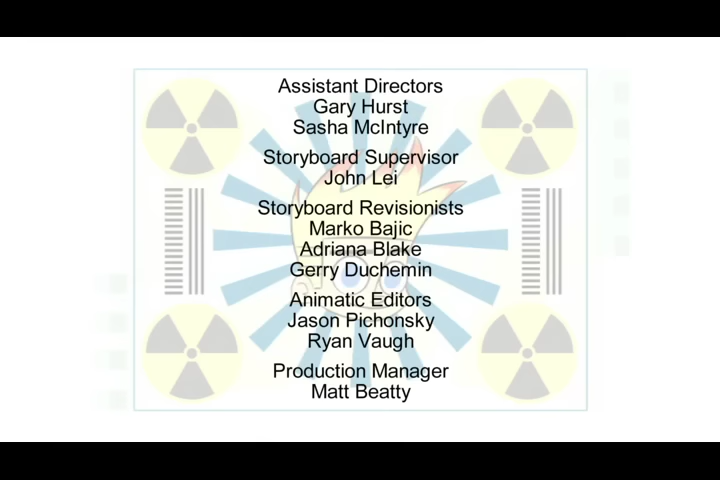 Assistant Directors
Gary Hurst
Sasha McIntyre
Storyboard Supervisor
John Lei
Storyboard Revisionists
Marko Bajic
Adriana Blake
Gerry Duchemin
Animatic Editors
Jason Pichonsky
Ryan Vaugh
Production Manager
Matt Beatty